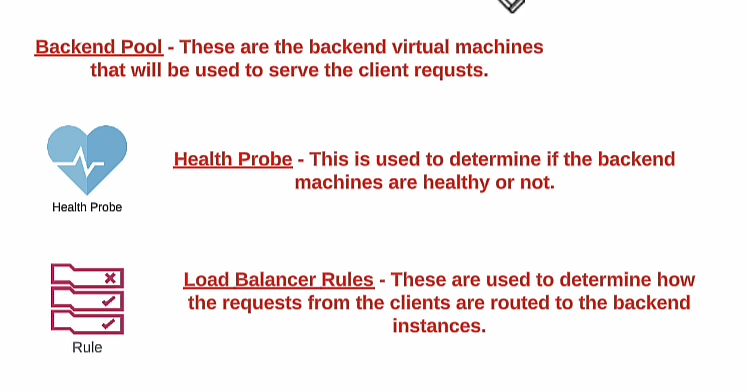 Backend Pool - These are the backend virtual machines
that will be used to serve the client requsts.
Health Probe - This is used to determine if the backend
machines are healthy or not.
Health Probe
Load Balancer Rules - These are used to determine how
the requests from the clients are routed to the backend
instances.
Rule